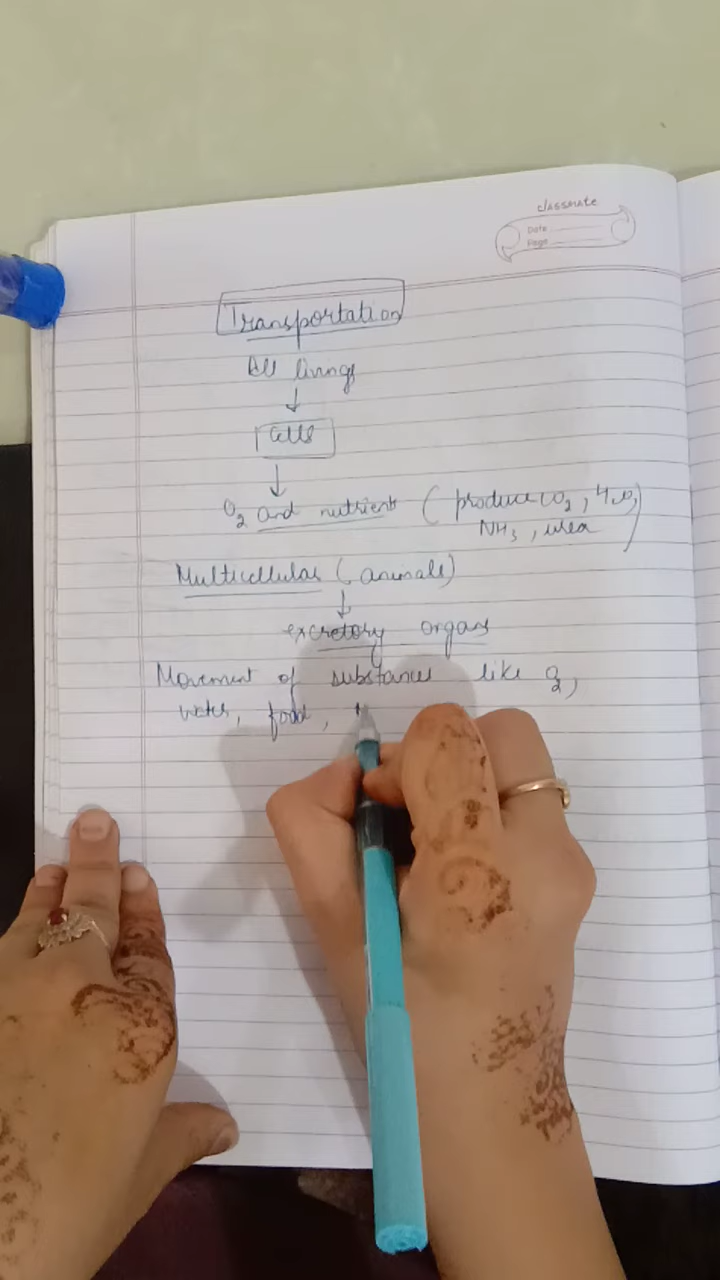 classmate
Date
Page
Transportation
All livings
↓
Cells
↓
O2 and nutrients (produce CO2, H2O,
NH3, urea)
Multicellular (animals)
↓
excretory organs
Movement of substances like O2,
water, food,